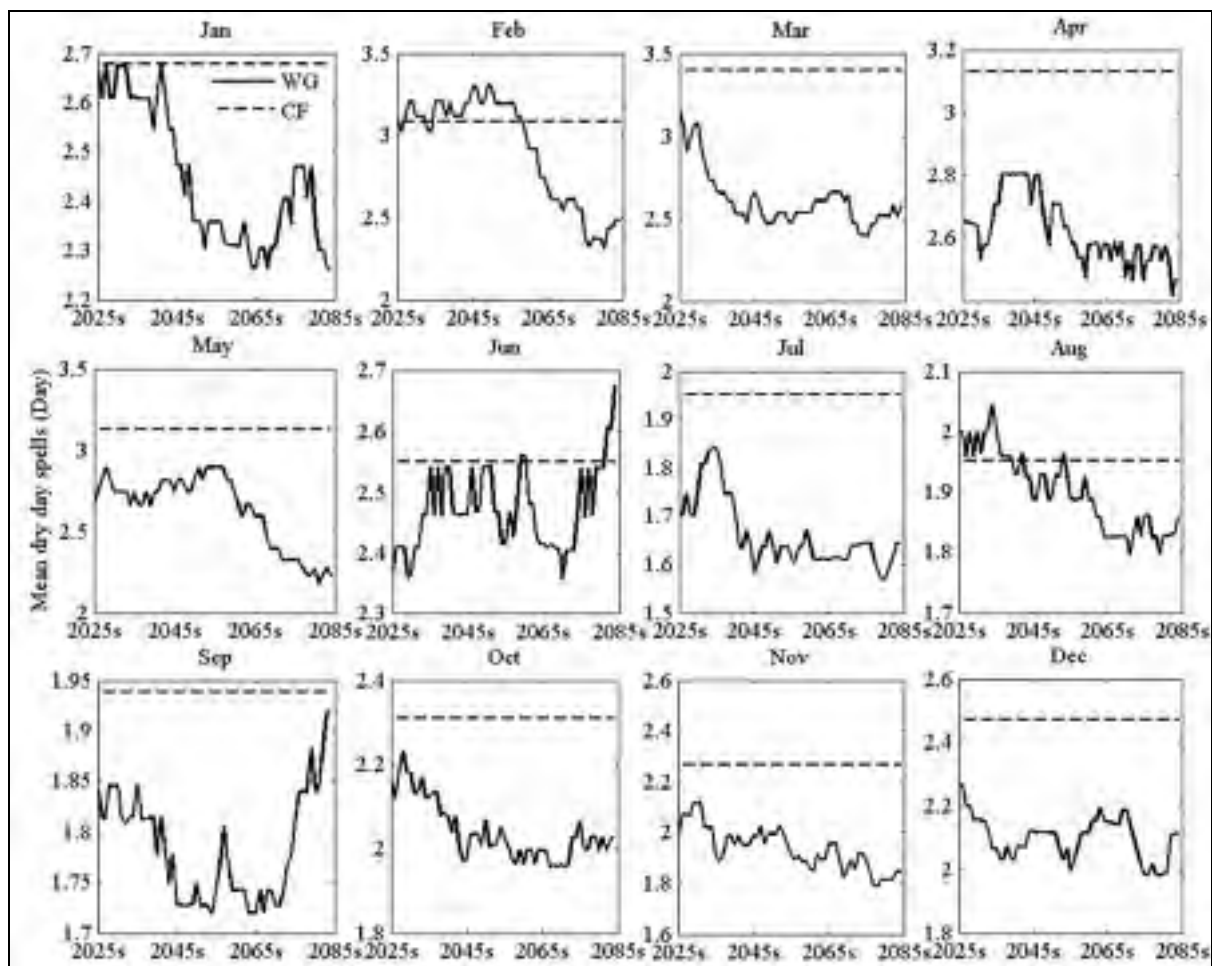 Jan Feb Mar Apr
2.7 3.5 3.5 3.2
WG
CF
2.6 3 3 2.8
2.5
2.4 2.5 2.5 2.6
2.3
2.2 2 2
2025s 2045s 2065s 2085s 2025s 2045s 2065s 2085s 2025s 2045s 2065s 2085s 2025s 2045s 2065s 2085s
May Jun Jul Aug
Mean dry day spells (Day)
3.5 2.7 2 2.1
3 2.6 1.9 2
2.5 1.8 1.9
2.5 2.4 1.7 1.8
1.6
2 2.3 1.5 1.7
2025s 2045s 2065s 2085s 2025s 2045s 2065s 2085s 2025s 2045s 2065s 2085s 2025s 2045s 2065s 2085s
Sep Oct Nov Dec
1.95 2.4 2.6 2.6
1.9 2.4 2.4
1.85 2.2 2.2 2.2
1.8 2 2 2
1.75 1.8
1.7 1.8 1.6 1.8
2025s 2045s 2065s 2085s 2025s 2045s 2065s 2085s 2025s 2045s 2065s 2085s 2025s 2045s 2065s 2085s